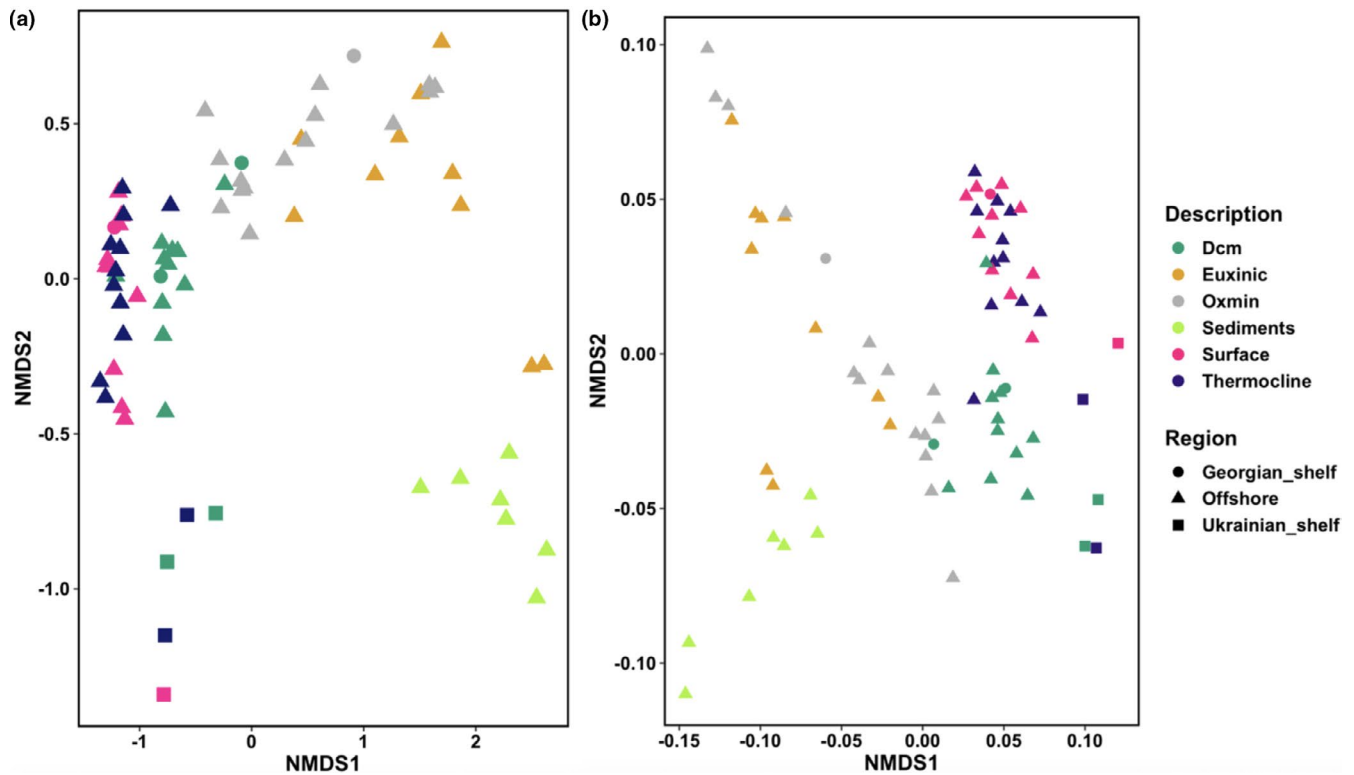 (a)
NMDS2
0.5
0.0
-0.5
-1.0
-1
0
1
2
NMDS1
(b)
NMDS2
0.10
0.05
0.00
-0.05
-0.10
-0.15
-0.10
-0.05
0.00
0.05
0.10
NMDS1
Description
Dcm
Euxinic
Oxmin
Sediments
Surface
Thermocline
Region
Georgian_shelf
Offshore
Ukrainian_shelf